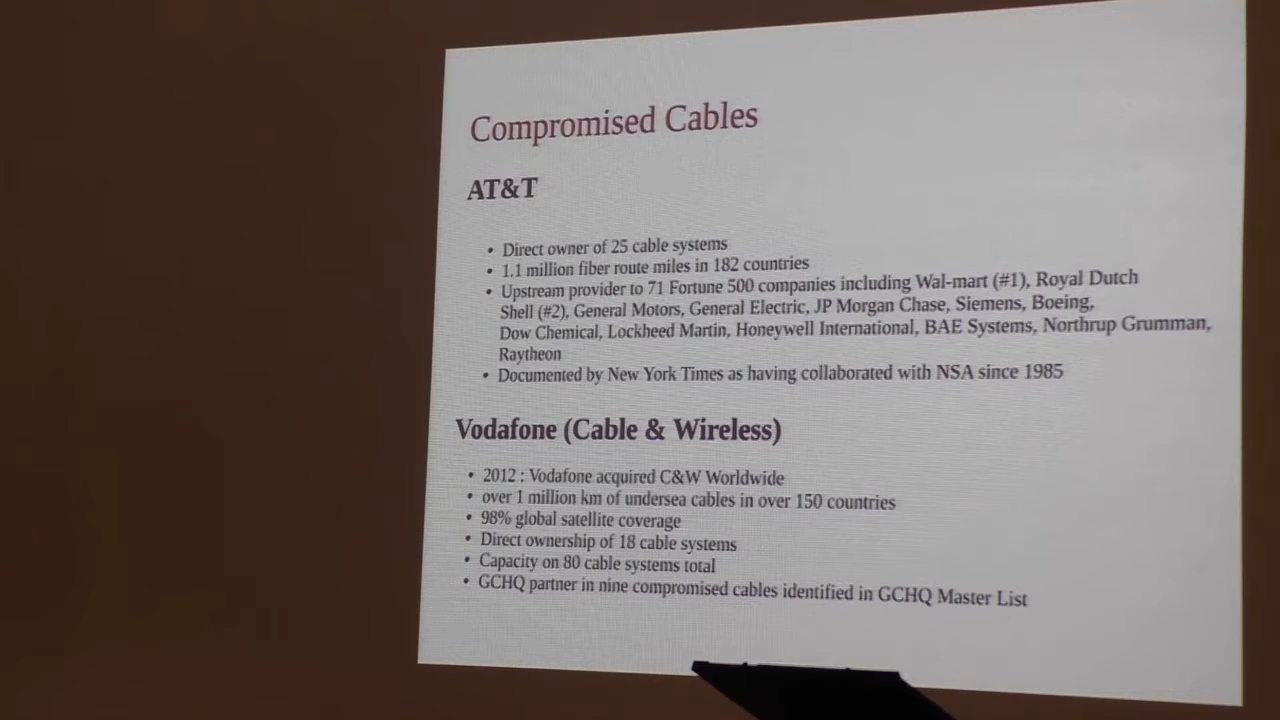 Compromised Cables
AT&T
• Direct owner of 25 cable systems
• 1.1 million fiber route miles in 182 countries
• Upstream provider to 71 Fortune 500 companies including Wal-mart (#1), Royal Dutch
Shell (#2), General Motors, General Electric, JP Morgan Chase, Siemens, Boeing,
Dow Chemical, Lockheed Martin, Honeywell International, BAE Systems, Northrup Grumman,
Raytheon
• Documented by New York Times as having collaborated with NSA since 1985
Vodafone (Cable & Wireless)
• 2012 : Vodafone acquired C&W Worldwide
• over 1 million km of undersea cables in over 150 countries
• 98% global satellite coverage
• Direct ownership of 18 cable systems
• Capacity on 80 cable systems total
• GCHQ partner in nine compromised cables identified in GCHQ Master List